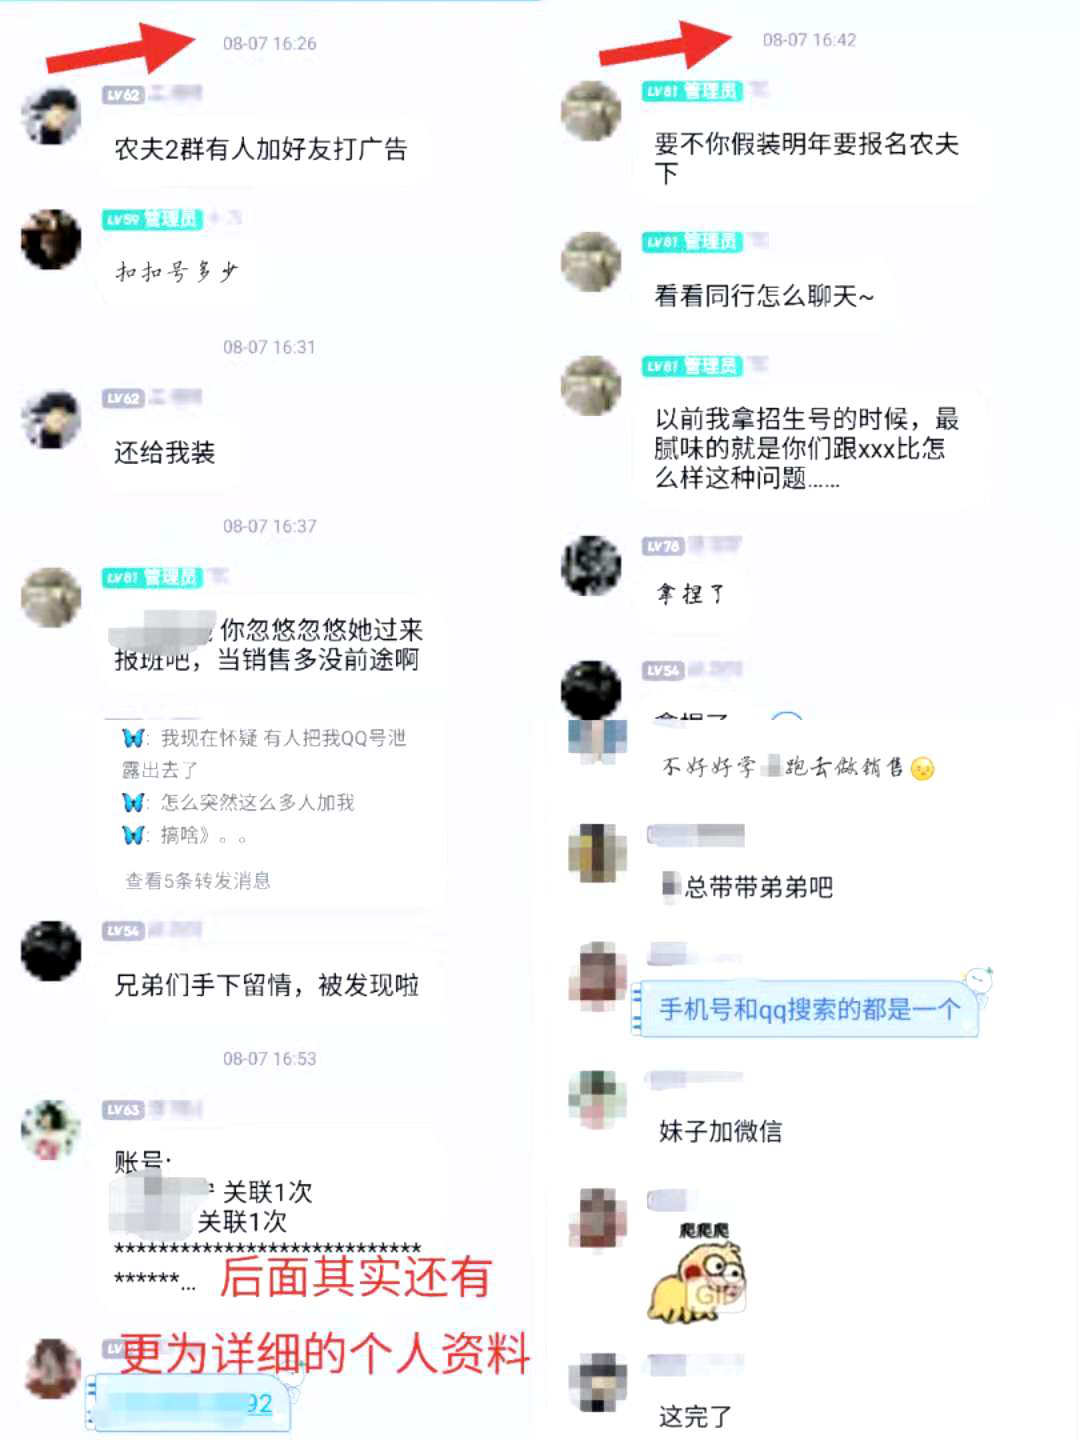 08-07 16:26
LV62
农夫2群有人加好友打广告
LV59 管理员
扣扣号多少
08-07 16:31
LV62
还给我装
08-07 16:37
LV81 管理员
你忽悠忽悠她过来
报班吧，当销售多没前途啊
: 我现在怀疑 有人把我QQ号泄
露出去了
: 怎么突然这么多人加我
: 搞啥》。。
查看5条转发消息
LV54
兄弟们手下留情，被发现啦
08-07 16:53
LV63
账号:
关联1次
关联1次
****************************
******...
后面其实还有
更为详细的个人资料
92
08-07 16:42
LV81 管理员
要不你假装明年要报名农夫
下
LV81 管理员
看看同行怎么聊天~
LV81 管理员
以前我拿招生号的时候，最
腻味的就是你们跟xxx比怎
么样这种问题......
LV76
拿捏了
LV54
拿捏了
不好好学 跑去做销售
总带带弟弟吧
手机号和qq搜索的都是一个
妹子加微信
爬爬爬
GIF
这完了